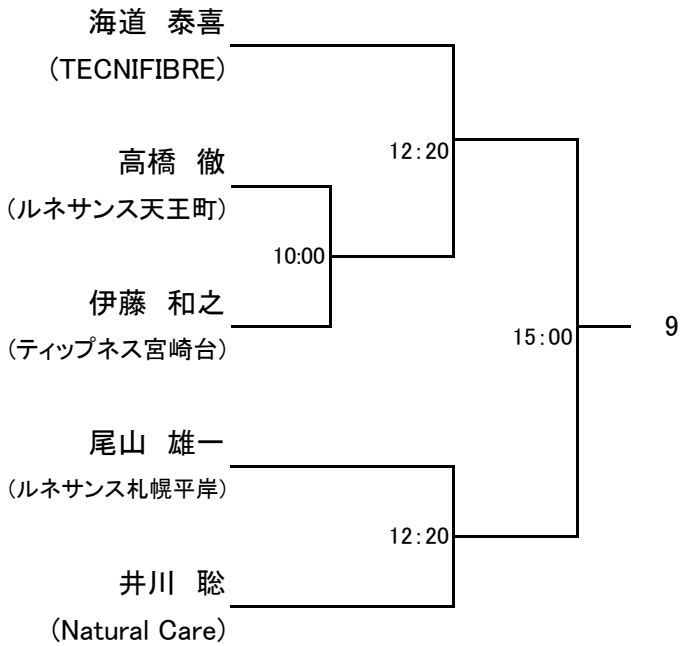 海道　泰喜
(TECNIFIBRE)
12：20
高橋　徹
(ルネサンス天王町)
10:00
伊藤　和之
(ティップネス宮崎台)
15：00
9
尾山　雄一
(ルネサンス札幌平岸)
12：20
井川　聡
(Natural Care)